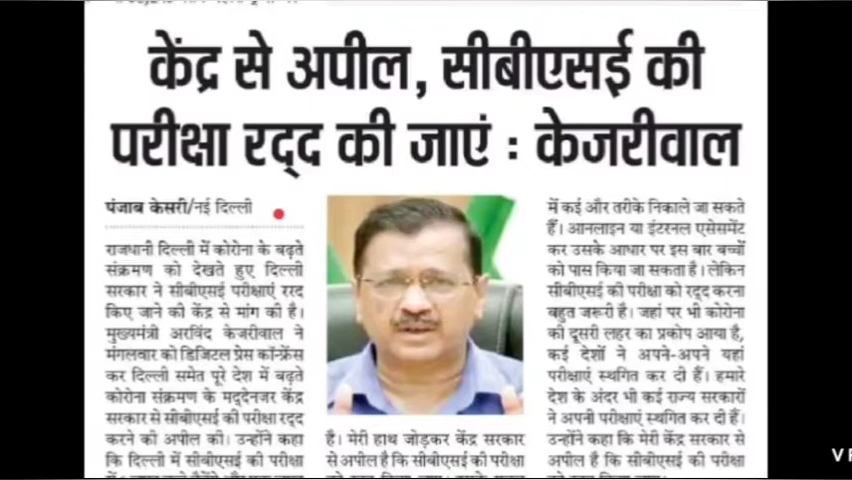 केंद्र से अपील, सीबीएसई की
परीक्षा रद्द की जाएं : केजरीवाल
पंजाब केसरी/नई दिल्ली
राजधानी दिल्ली में कोरोना के बढ़ते
संक्रमण को देखते हुए दिल्ली
सरकार ने सीबीएसई परीक्षाएं रद्द
किए जाने की केंद्र से मांग की है।
मुख्यमंत्री अरविंद केजरीवाल ने
मंगलवार को डिजिटल प्रेस कॉन्फ्रेंस
कर दिल्ली समेत पूरे देश में बढ़ते
कोरोना संक्रमण के मद्देनजर केंद्र
सरकार से सीबीएसई की परीक्षा रद्द
करने की अपील की। उन्होंने कहा
कि दिल्ली में सीबीएसई की परीक्षा
है। मेरी हाथ जोड़कर केंद्र सरकार
से अपील है कि सीबीएसई की परीक्षा
में कई और तरीके निकाले जा सकते
हैं। आनलाइन या इंटरनल एसेसमेंट
कर उसके आधार पर इस बार बच्चों
को पास किया जा सकता है। लेकिन
सीबीएसई की परीक्षा को रद्द करना
बहुत जरूरी है। जहां पर भी कोरोना
की दूसरी लहर का प्रकोप आया है,
कई देशों ने अपने-अपने यहां
परीक्षाएं स्थगित कर दी हैं। हमारे
देश के अंदर भी कई राज्य सरकारों
ने अपनी परीक्षाएं स्थगित कर दी हैं।
उन्होंने कहा कि मेरी केंद्र सरकार से
अपील है कि सीबीएसई की परीक्षा